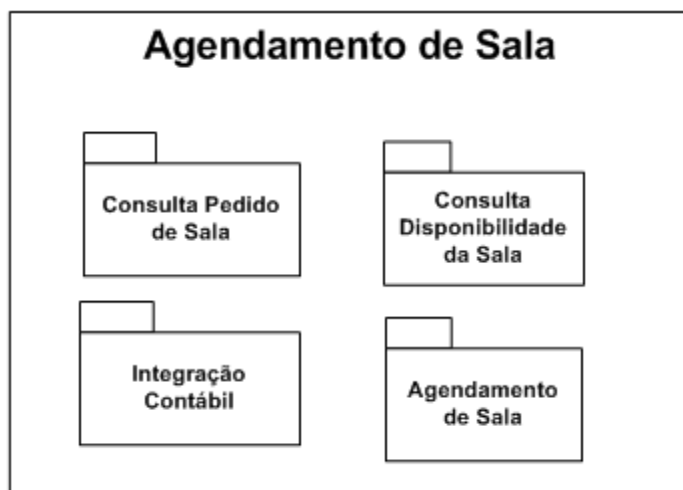 Agendamento de Sala
Consulta Pedido
de Sala
Consulta
Disponibilidade
da Sala
Integração
Contábil
Agendamento
de Sala